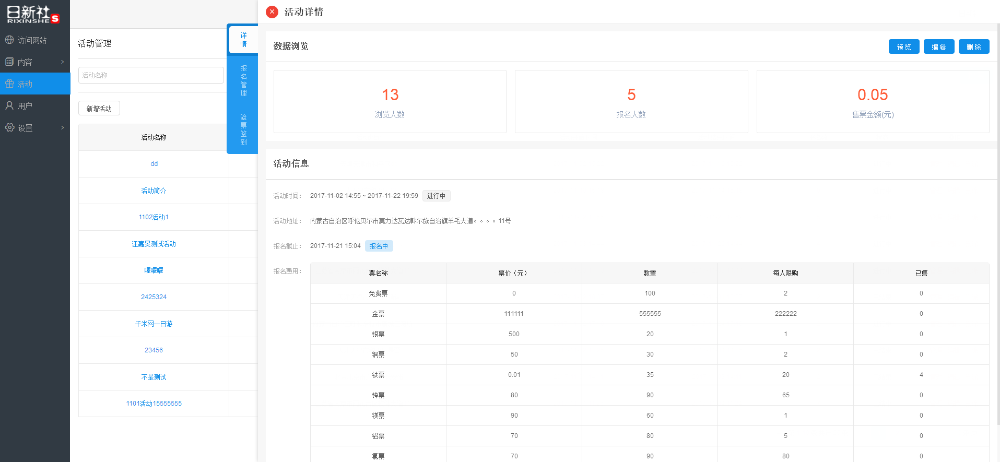 日新社
RIXINSHE S
访问网站
内容
活动
用户
设置
活动管理
活动名称
新增活动
活动名称
dd
活动简介
1102活动1
汪嘉旻测试活动
嚯嚯嚯
2425324
千米网一日游
23456
不是测试
1101活动15555555
详情
报名管理
验票签到
活动详情
数据浏览
预览 编辑 删除
13
浏览人数
5
报名人数
0.05
售票金额(元)
活动信息
活动时间： 2017-11-02 14:55 ~ 2017-11-22 19:59 进行中
活动地址： 内蒙古自治区呼伦贝尔市莫力达瓦达斡尔族自治旗羊毛大道。。。。11号
报名截止： 2017-11-21 15:04 报名中
报名费用：
票名称 票价（元） 数量 每人限购 已售
免费票 0 100 2 0
金票 111111 555555 222222 0
银票 500 20 1 0
铜票 50 30 2 0
铁票 0.01 35 20 4
锌票 80 90 65 0
镁票 90 60 1 0
铝票 70 80 5 0
氯票 70 90 80 0